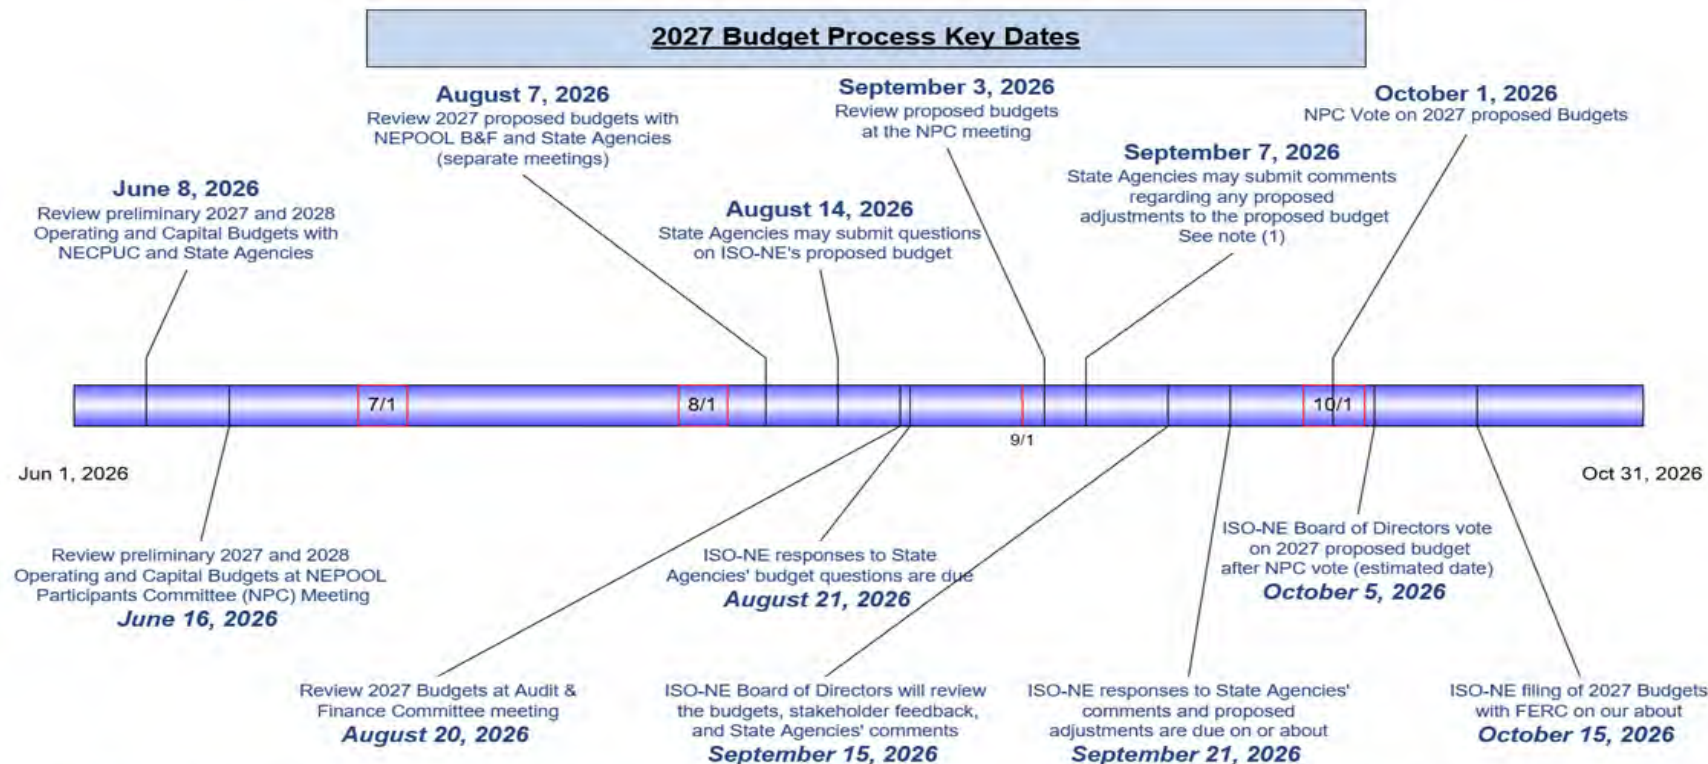 2027 Budget Process Key Dates
June 8, 2026
Review preliminary 2027 and 2028
Operating and Capital Budgets with
NECPUC and State Agencies
August 7, 2026
Review 2027 proposed budgets with
NEPOOL B&F and State Agencies
(separate meetings)
August 14, 2026
State Agencies may submit questions
on ISO-NE's proposed budget
September 3, 2026
Review proposed budgets
at the NPC meeting
September 7, 2026
State Agencies may submit comments
regarding any proposed
adjustments to the proposed budget
See note (1)
October 1, 2026
NPC Vote on 2027 proposed Budgets
7/1
8/1
9/1
10/1
Jun 1, 2026
Oct 31, 2026
Review preliminary 2027 and 2028
Operating and Capital Budgets at NEPOOL
Participants Committee (NPC) Meeting
June 16, 2026
Review 2027 Budgets at Audit &
Finance Committee meeting
August 20, 2026
ISO-NE responses to State
Agencies' budget questions are due
August 21, 2026
ISO-NE Board of Directors will review
the budgets, stakeholder feedback,
and State Agencies' comments
September 15, 2026
ISO-NE responses to State Agencies'
comments and proposed
adjustments are due on or about
September 21, 2026
ISO-NE Board of Directors vote
on 2027 proposed budget
after NPC vote (estimated date)
October 5, 2026
ISO-NE filing of 2027 Budgets
with FERC on our about
October 15, 2026